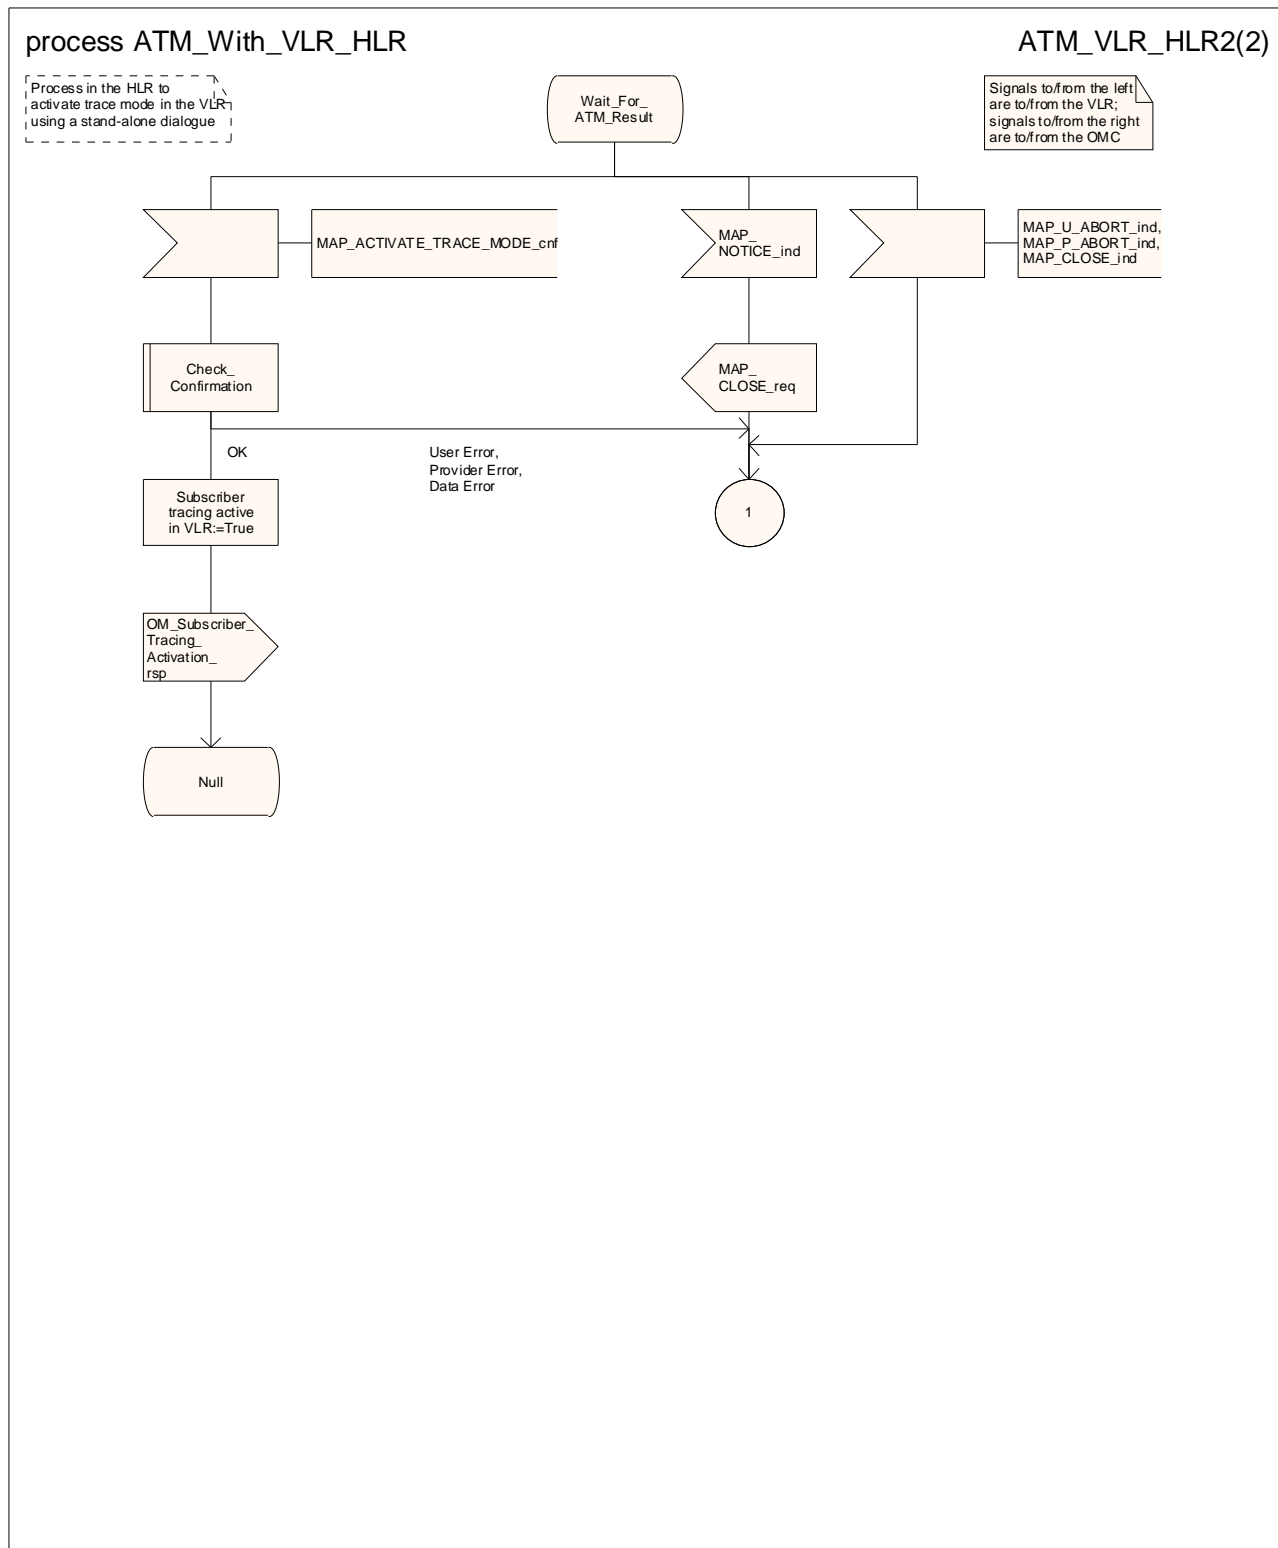 process ATM_With_VLR_HLR
ATM_VLR_HLR2(2)
Process in the HLR to
activate trace mode in the VLR
using a stand-alone dialogue
Wait_For_
ATM_Result
Signals to/from the left
are to/from the VLR;
signals to/from the right
are to/from the OMC
MAP_ACTIVATE_TRACE_MODE_cnf
MAP_
NOTICE_ind
MAP_U_ABORT_ind,
MAP_P_ABORT_ind,
MAP_CLOSE_ind
Check_
Confirmation
MAP_
CLOSE_req
OK
User Error,
Provider Error,
Data Error
Subscriber
tracing active
in VLR:=True
1
OM_Subscriber_
Tracing_
Activation_
rsp
Null